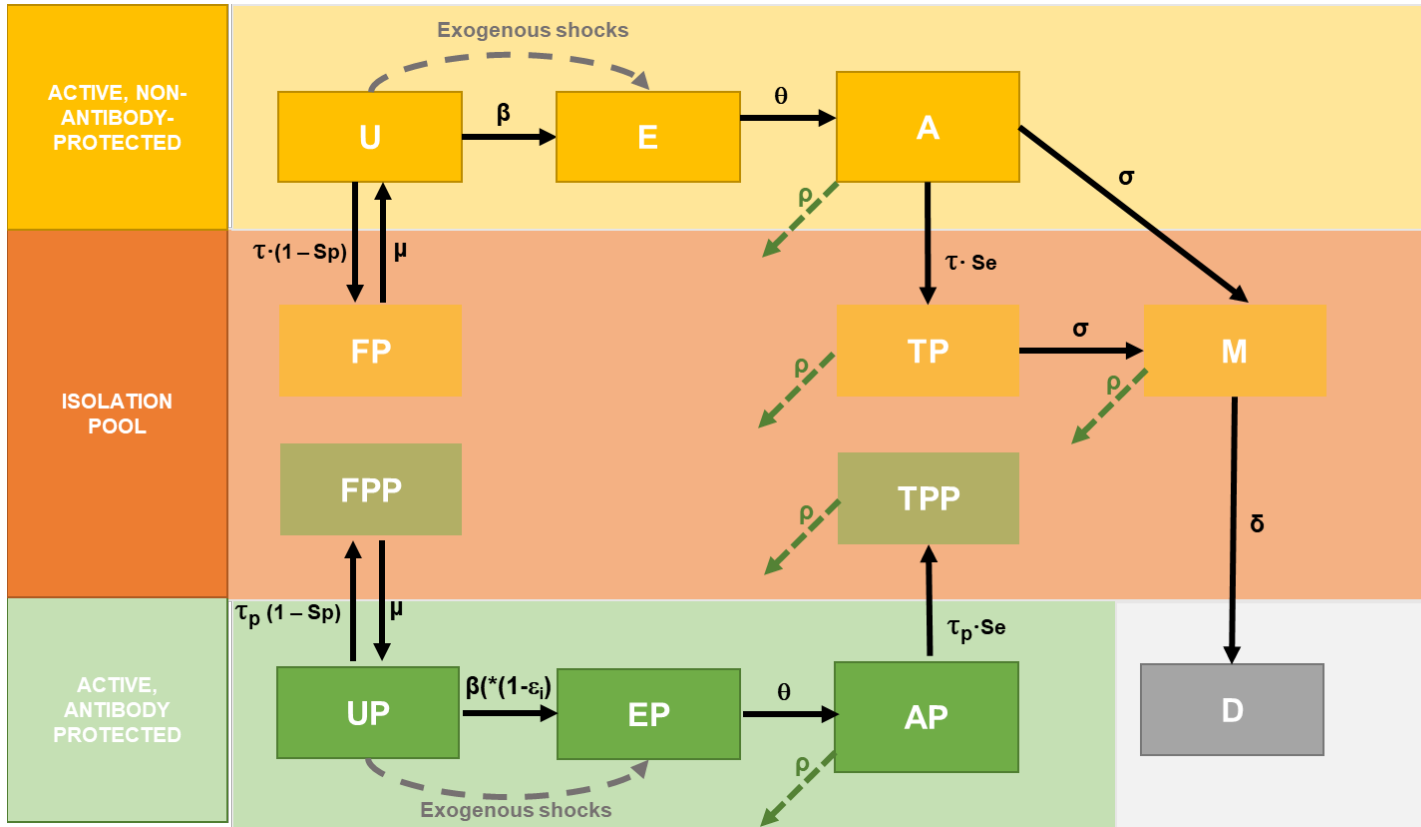 ACTIVE, NON-
ANTIBODY-
PROTECTED
Exogenous shocks
U
β
E
θ
A
σ
ρ
τ·(1 – Sp)
μ
τ· Se
ISOLATION
POOL
FP
TP
σ
M
ρ
ρ
FPP
TPP
ρ
δ
τp (1 – Sp)
μ
τp·Se
ACTIVE,
ANTIBODY
PROTECTED
UP
β(*(1-εi)
EP
θ
AP
D
ρ
Exogenous shocks